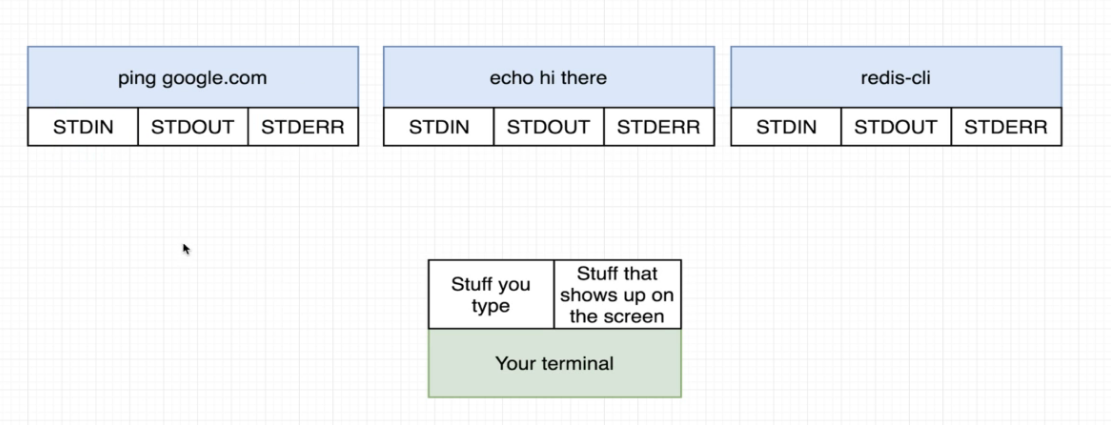 ping google.com
echo hi there
redis-cli
STDIN STDOUT STDERR
STDIN STDOUT STDERR
STDIN STDOUT STDERR
Stuff you
type
Stuff that
shows up on
the screen
Your terminal